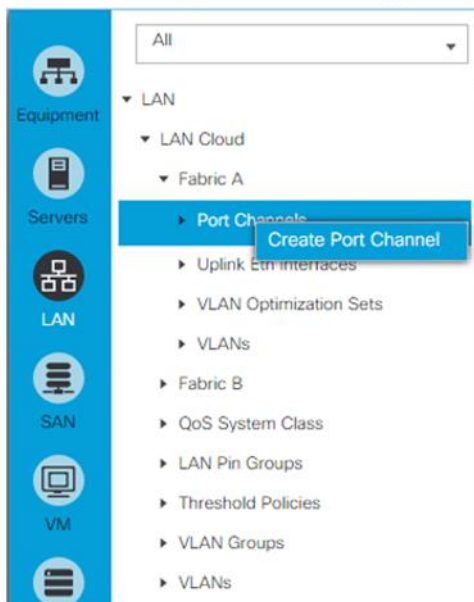 All
Equipment
LAN
LAN Cloud
Fabric A
Servers
Port Channels
Create Port Channel
Uplink Eth Interfaces
LAN
VLAN Optimization Sets
VLANs
Fabric B
SAN
QoS System Class
LAN Pin Groups
VM
Threshold Policies
VLAN Groups
VLANs